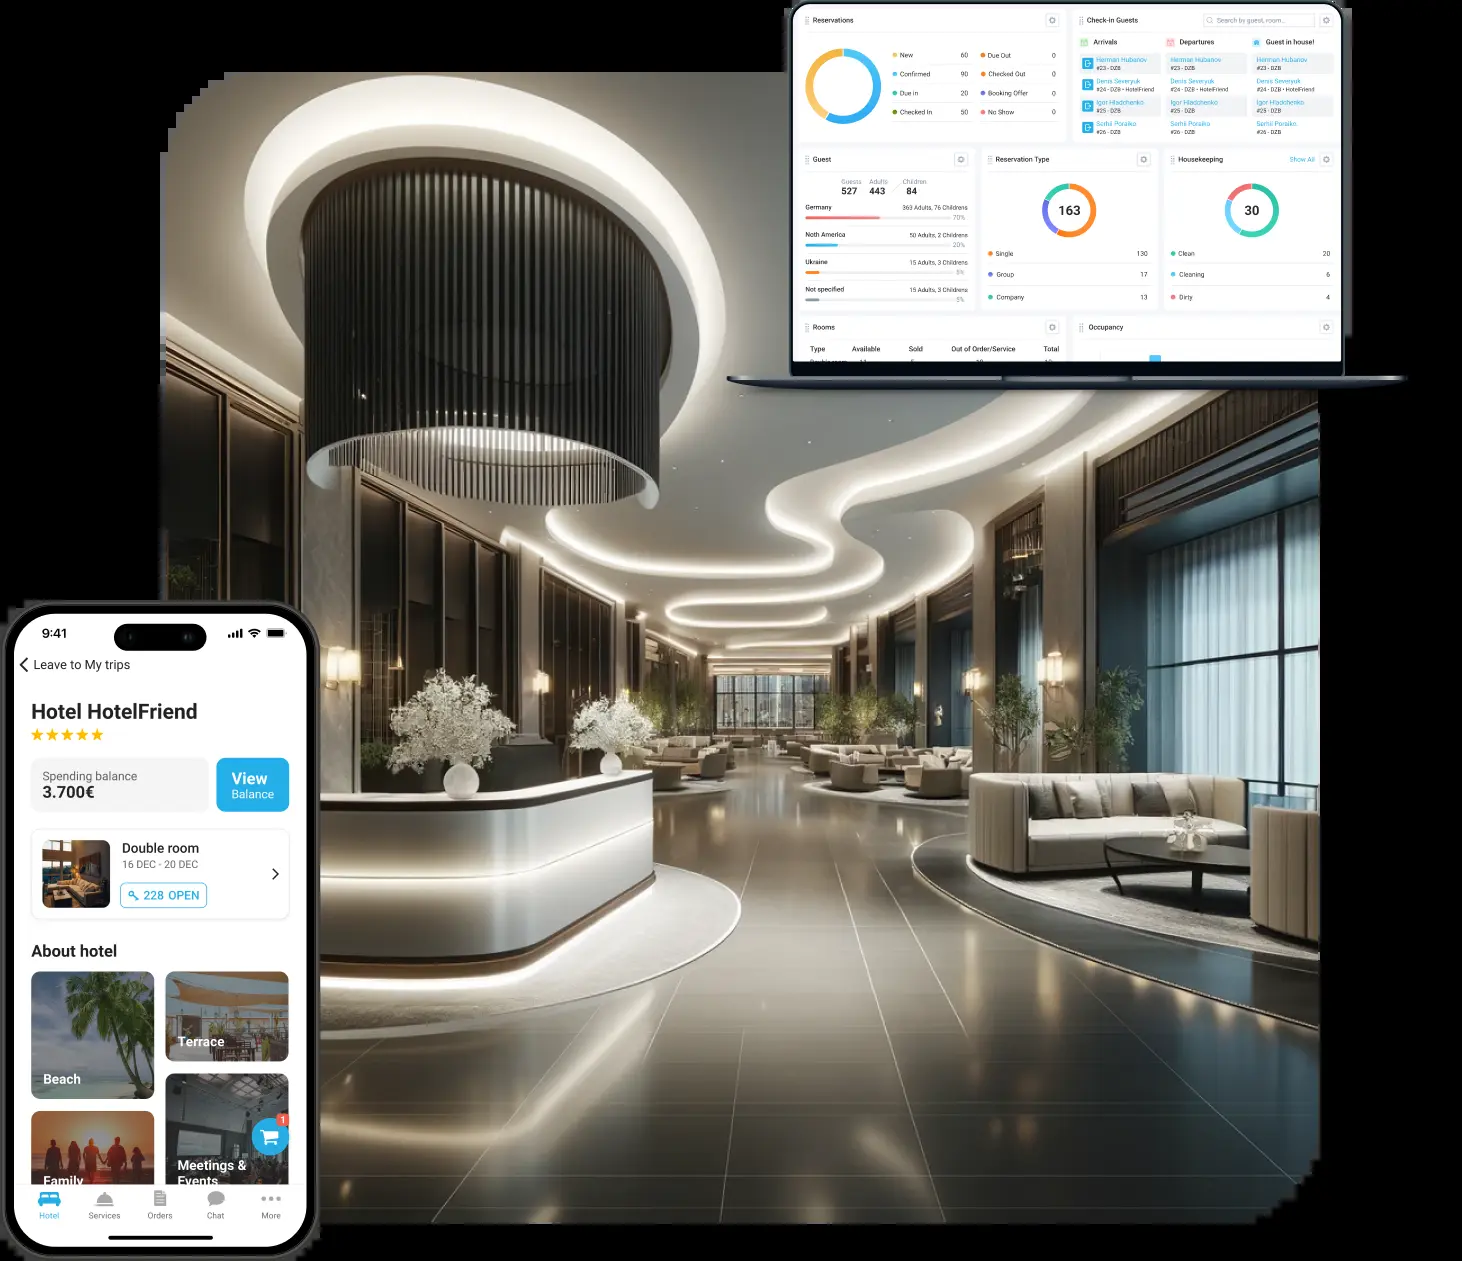 Reservations
New 60
Confirmed 90
Due in 20
Checked In 50
Due Out 0
Checked Out 0
Booking Offer 0
No Show 0
Check-in Guests
Search by guest, room...
Arrivals
Herman Hubanov
#23 - DZB
Denis Severyuk
#24 - DZB • HotelFriend
Igor Hladchenko
#25 - DZB
Serhii Poraiko
#26 - DZB
Departures
Herman Hubanov
#23 - DZB
Denis Severyuk
#24 - DZB • HotelFriend
Igor Hladchenko
#25 - DZB
Serhii Poraiko
#26 - DZB
Guest in house!
Herman Hubanov
#23 - DZB
Denis Severyuk
#24 - DZB • HotelFriend
Igor Hladchenko
#25 - DZB
Serhii Poraiko
#26 - DZB
Guest
Guests Adults Children
527 443 84
Germany 363 Adults, 76 Childrens
70%
Noth America 50 Adults, 2 Childrens
20%
Ukraine 15 Adults, 3 Childrens
5%
Not specified 15 Adults, 3 Childrens
5%
Reservation Type
163
Single 130
Group 17
Company 13
Housekeeping Show All
30
Clean 20
Cleaning 6
Dirty 4
Rooms
Type Available Sold Out of Order/Service Total
Occupancy
9:41
Leave to My trips
Hotel HotelFriend
Spending balance
3.700€
View
Balance
Double room
16 DEC - 20 DEC
228 OPEN
About hotel
Beach
Terrace
Family
1
Meetings &
Events
Hotel Services Orders Chat More